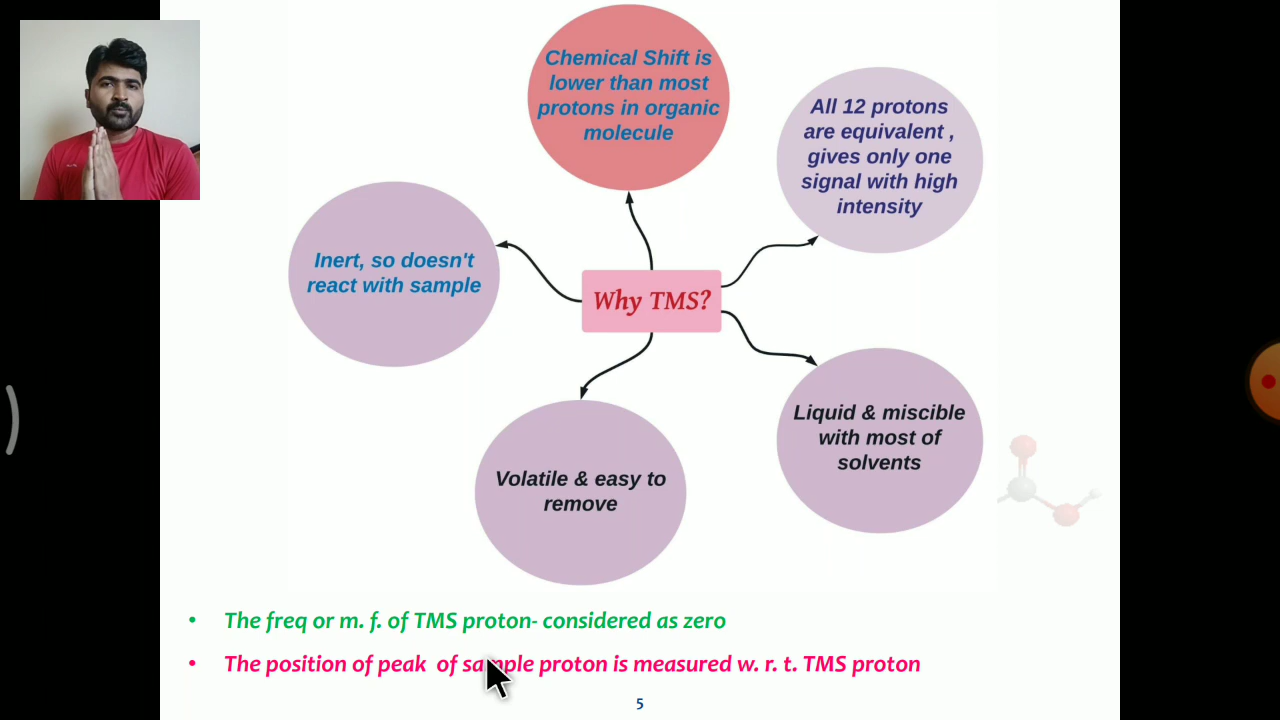 Chemical Shift is
lower than most
protons in organic
molecule
All 12 protons
are equivalent ,
gives only one
signal with high
intensity
Inert, so doesn't
react with sample
Why TMS?
Liquid & miscible
with most of
solvents
Volatile & easy to
remove
• The freq or m. f. of TMS proton- considered as zero
• The position of peak of sample proton is measured w. r. t. TMS proton
5